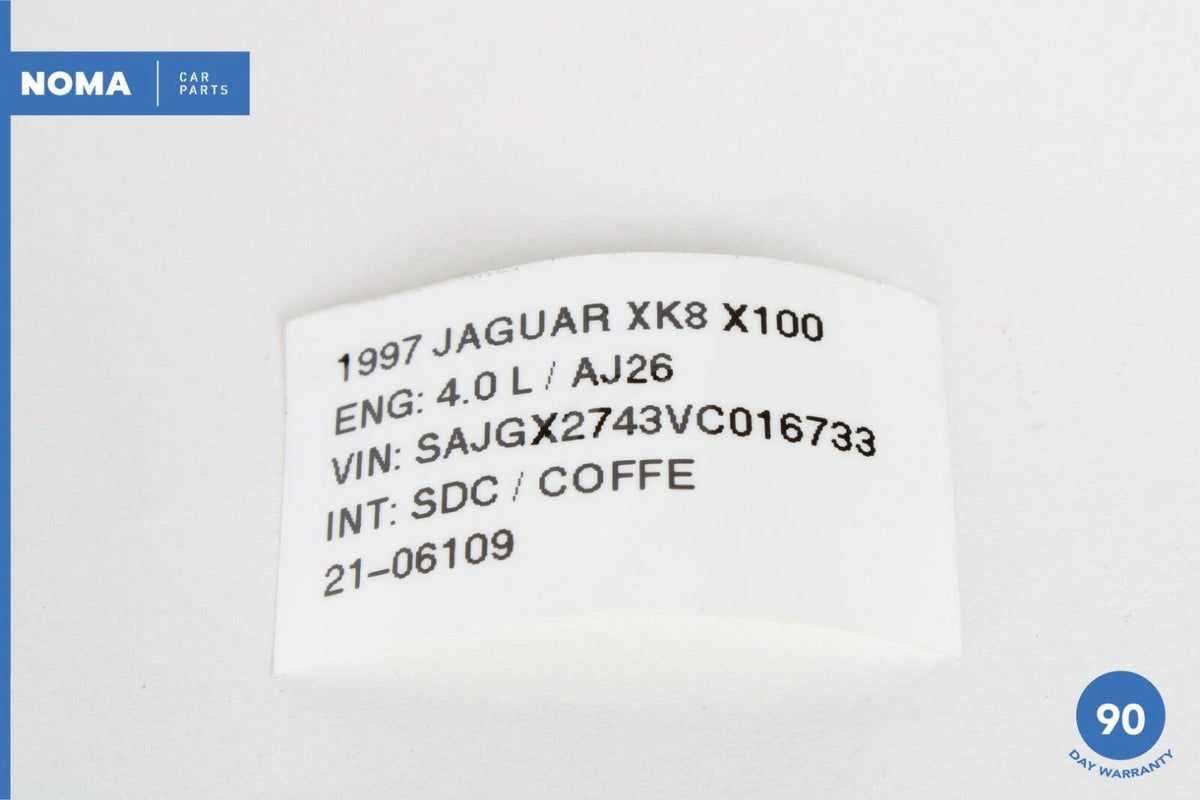 NOMA
CAR
PARTS
1997 JAGUAR XK8 X100
ENG: 4.0 L / AJ26
VIN: SAJGX2743VC016733
INT: SDC / COFFE
21-06109
90
DAY WARRANTY